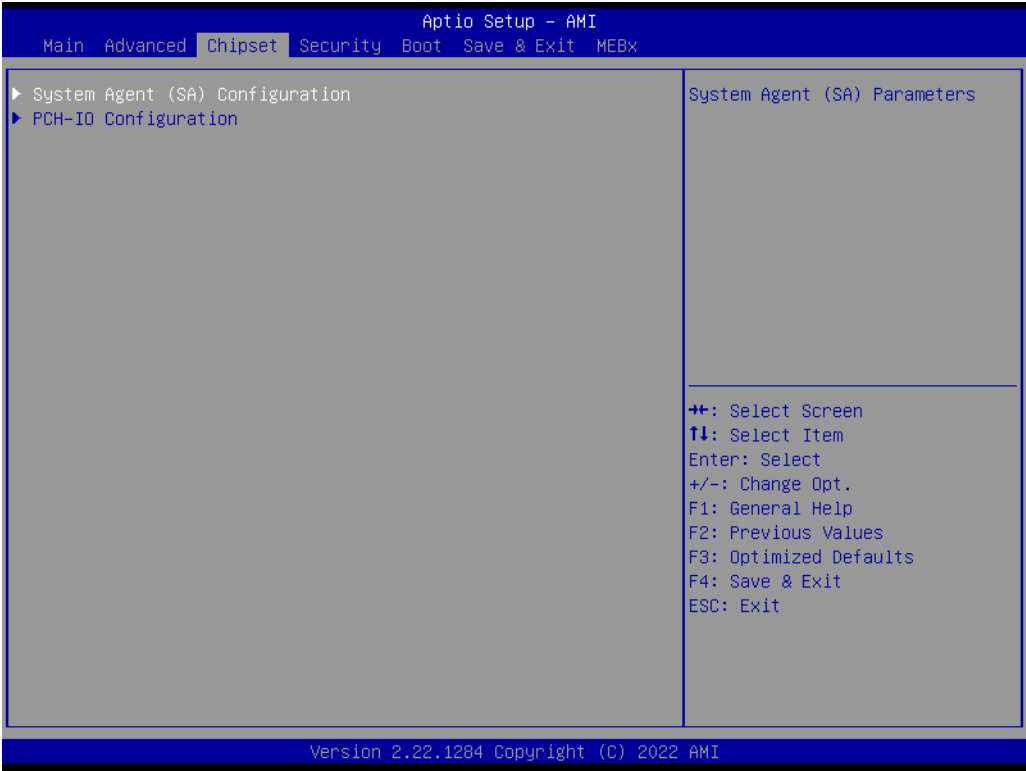 Aptio Setup – AMI
Main Advanced Chipset Security Boot Save & Exit MEBx
▶ System Agent (SA) Configuration
▶ PCH-IO Configuration
System Agent (SA) Parameters
→←: Select Screen
↑↓: Select Item
Enter: Select
+/-: Change Opt.
F1: General Help
F2: Previous Values
F3: Optimized Defaults
F4: Save & Exit
ESC: Exit
Version 2.22.1284 Copyright (C) 2022 AMI